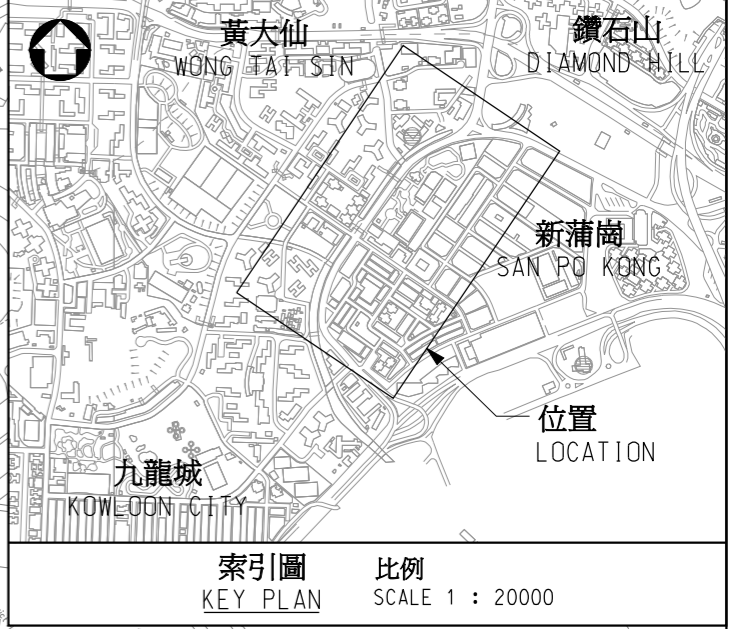 黃大仙
WONG TAI SIN
鑽石山
DIAMOND HILL
新蒲崗
SAN PO KONG
位置
LOCATION
九龍城
KOWLOON CITY
索引圖
KEY PLAN
比例
SCALE 1 : 20000